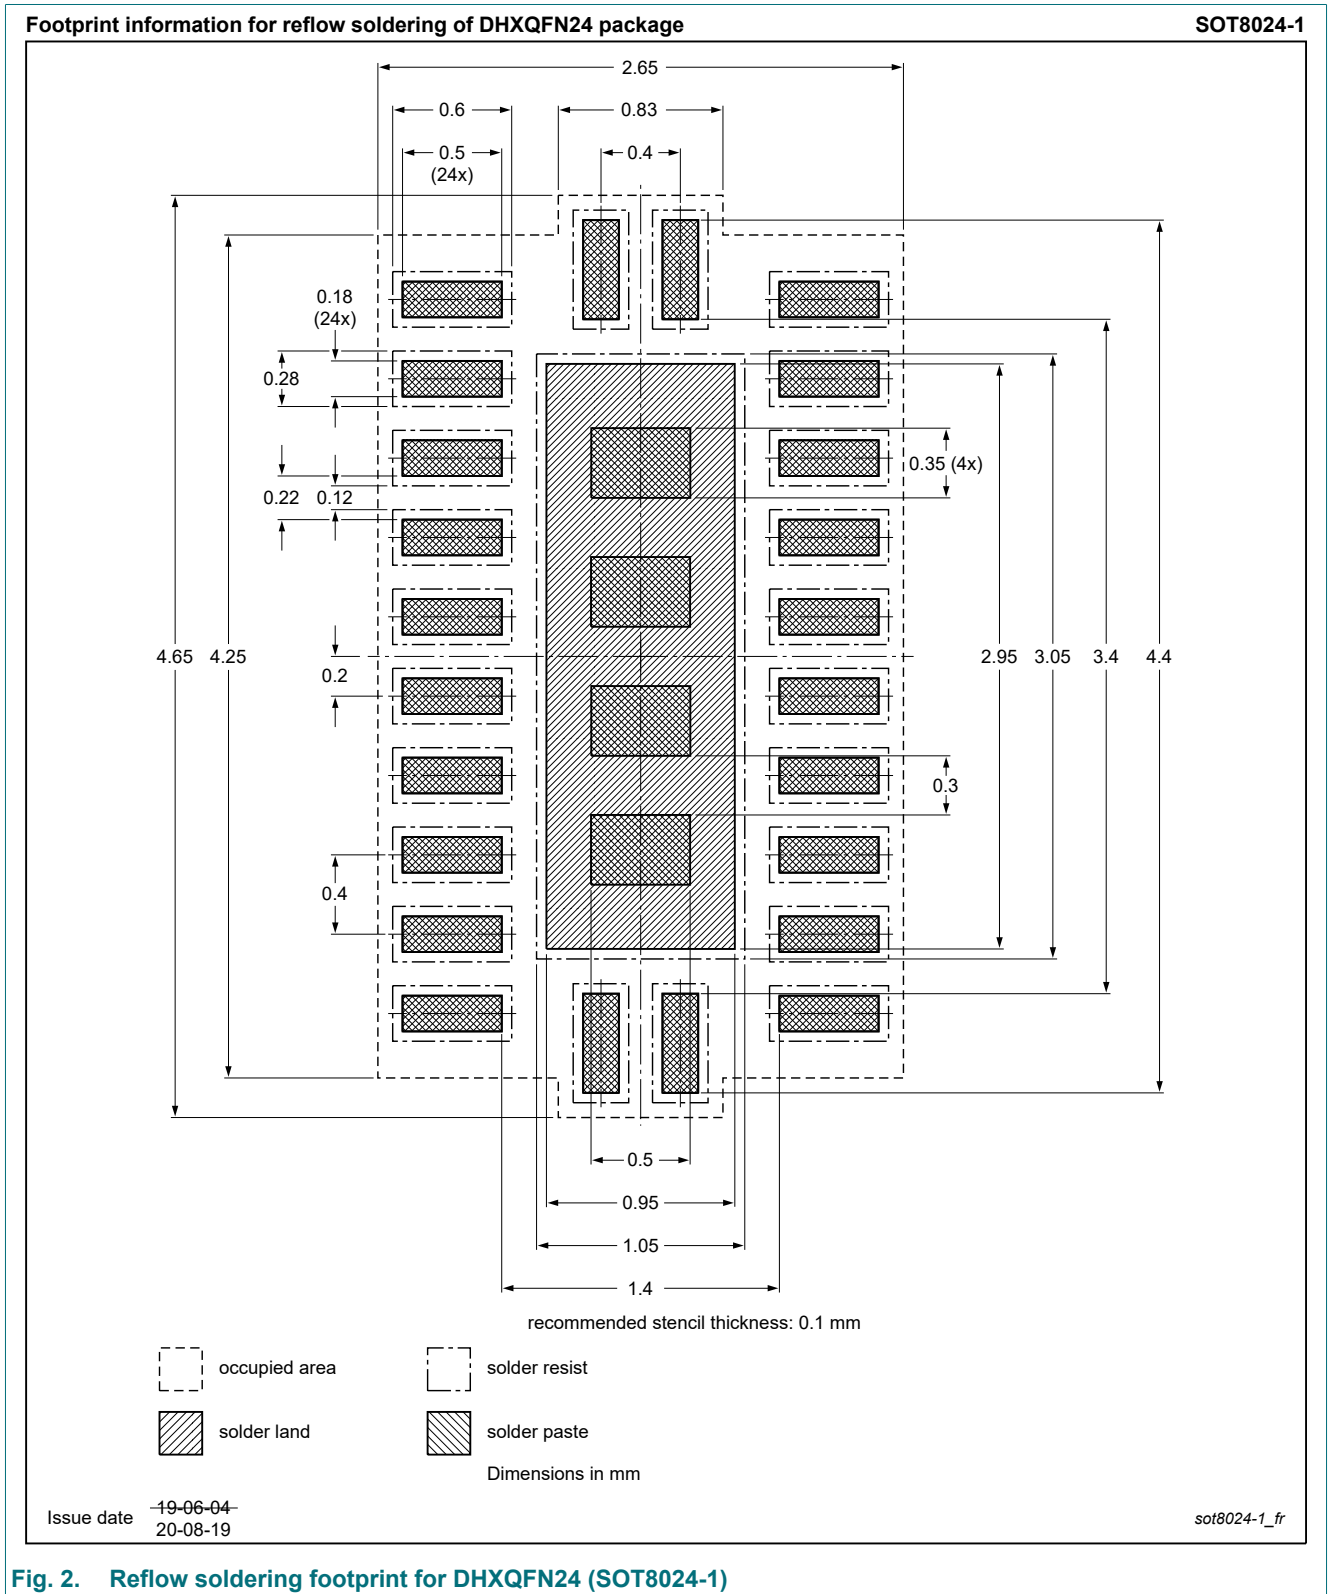 Footprint information for reflow soldering of DHXQFN24 package SOT8024-1
2.65
0.6 0.83
0.5 0.4
(24x)
0.18
(24x)
0.28
0.35 (4x)
0.22 0.12
4.65 4.25 2.95 3.05 3.4 4.4
0.2
0.3
0.4
0.5
0.95
1.05
1.4
recommended stencil thickness: 0.1 mm
occupied area solder resist
solder land solder paste
Dimensions in mm
Issue date 19-06-04
20-08-19
sot8024-1_fr
Fig. 2. Reflow soldering footprint for DHXQFN24 (SOT8024-1)